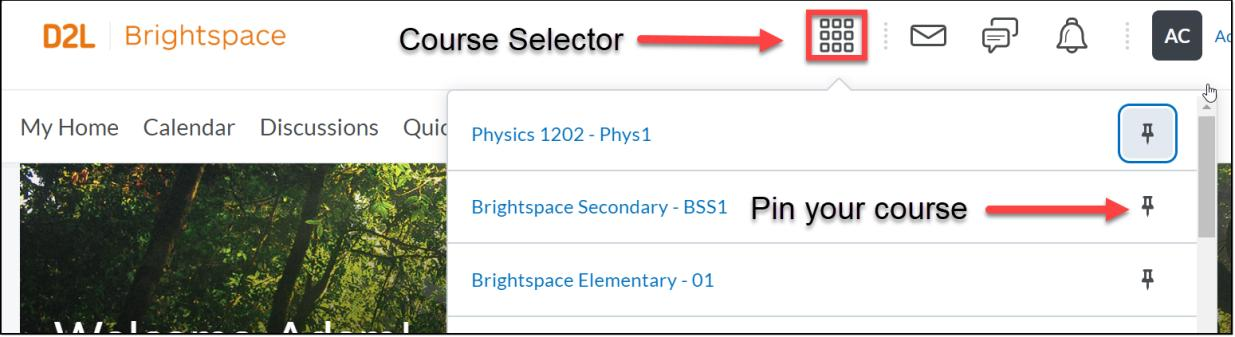 D2L Brightspace
Course Selector
AC
My Home Calendar Discussions
Physics 1202 - Phys1
Brightspace Secondary - BSS1
Pin your course
Brightspace Elementary - 01